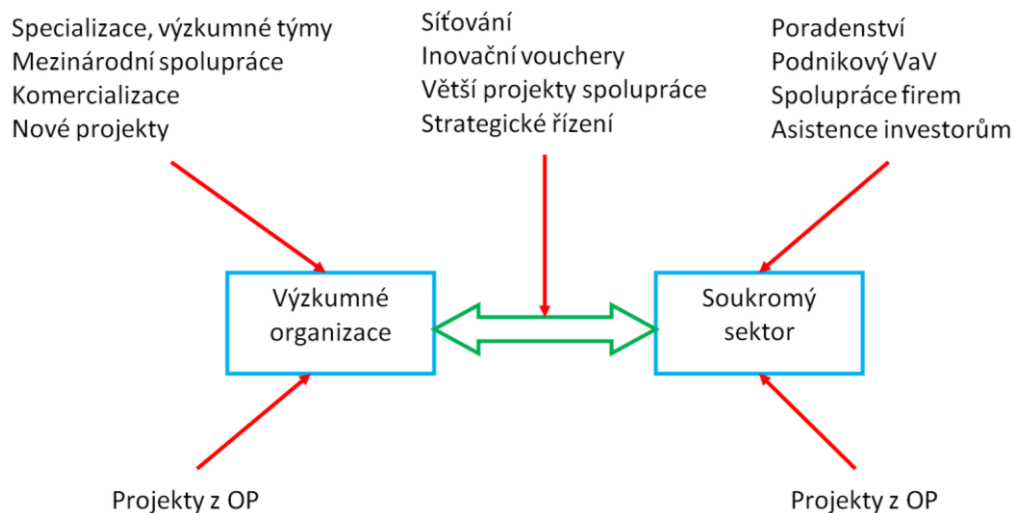 Specializace, výzkumné týmy
Mezinárodní spolupráce
Komercializace
Nové projekty
Síťování
Inovační vouchery
Větší projekty spolupráce
Strategické řízení
Poradenství
Podnikový VaV
Spolupráce firem
Asistence investorům
Výzkumné
organizace
Soukromý
sektor
Projekty z OP
Projekty z OP